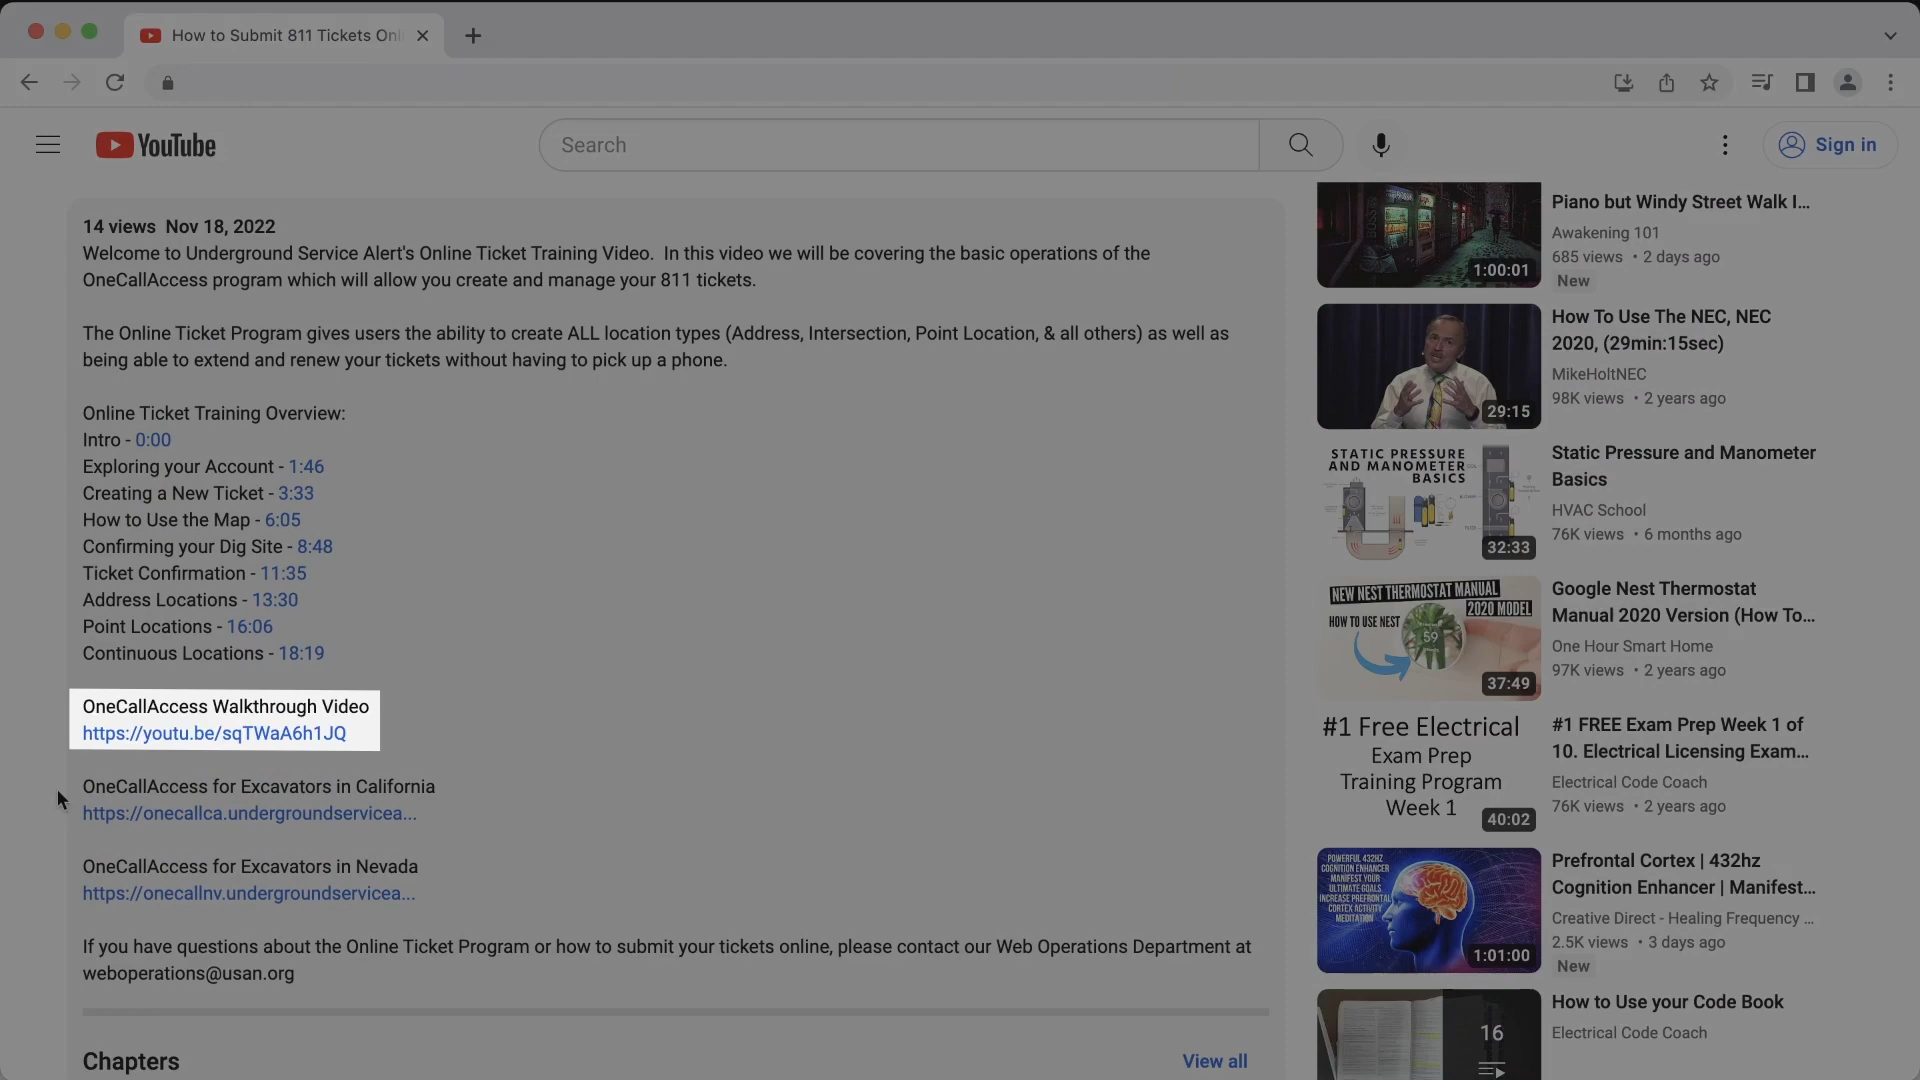 How to Submit 811 Tickets Onl
YouTube
Search
Sign in
14 views Nov 18, 2022
Welcome to Underground Service Alert's Online Ticket Training Video. In this video we will be covering the basic operations of the
OneCallAccess program which will allow you create and manage your 811 tickets.
The Online Ticket Program gives users the ability to create ALL location types (Address, Intersection, Point Location, & all others) as well as
being able to extend and renew your tickets without having to pick up a phone.
Online Ticket Training Overview:
Intro - 0:00
Exploring your Account - 1:46
Creating a New Ticket - 3:33
How to Use the Map - 6:05
Confirming your Dig Site - 8:48
Ticket Confirmation - 11:35
Address Locations - 13:30
Point Locations - 16:06
Continuous Locations - 18:19
OneCallAccess Walkthrough Video
https://youtu.be/sqTWaA6h1JQ
OneCallAccess for Excavators in California
https://onecallca.undergroundservicea...
OneCallAccess for Excavators in Nevada
https://onecallnv.undergroundservicea...
If you have questions about the Online Ticket Program or how to submit your tickets online, please contact our Web Operations Department at
weboperations@usan.org
Chapters
View all
1:00:01
Piano but Windy Street Walk I...
Awakening 101
685 views • 2 days ago
New
29:15
How To Use The NEC, NEC
2020, (29min:15sec)
MikeHoltNEC
98K views • 2 years ago
STATIC PRESSURE
AND MANOMETER
BASICS
32:33
Static Pressure and Manometer
Basics
HVAC School
76K views • 6 months ago
NEW NEST THERMOSTAT MANUAL
2020 MODEL
HOW TO USE NEST
59
37:49
Google Nest Thermostat
Manual 2020 Version (How To...
One Hour Smart Home
97K views • 2 years ago
#1 Free Electrical
Exam Prep
Training Program
Week 1
40:02
#1 FREE Exam Prep Week 1 of
10. Electrical Licensing Exam...
Electrical Code Coach
76K views • 2 years ago
POWERFUL 432HZ
COGNITION ENHANCER
MANIFEST YOUR
ULTIMATE GOALS
INCREASE PREFRONTAL
CORTEX ACTIVITY
MEDITATION
1:01:00
Prefrontal Cortex | 432hz
Cognition Enhancer | Manifest...
Creative Direct - Healing Frequency ...
2.5K views • 3 days ago
New
16
How to Use your Code Book
Electrical Code Coach